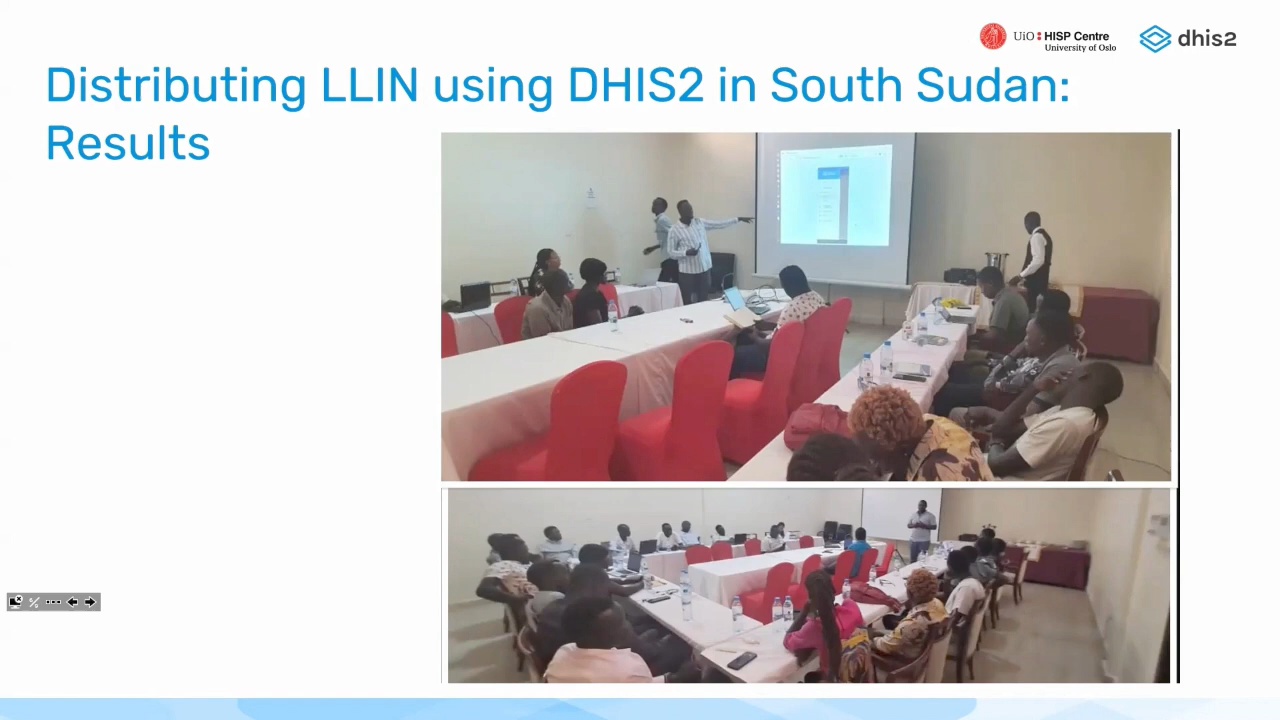 UiO HISP Centre
University of Oslo
dhis2
Distributing LLIN using DHIS2 in South Sudan:
Results